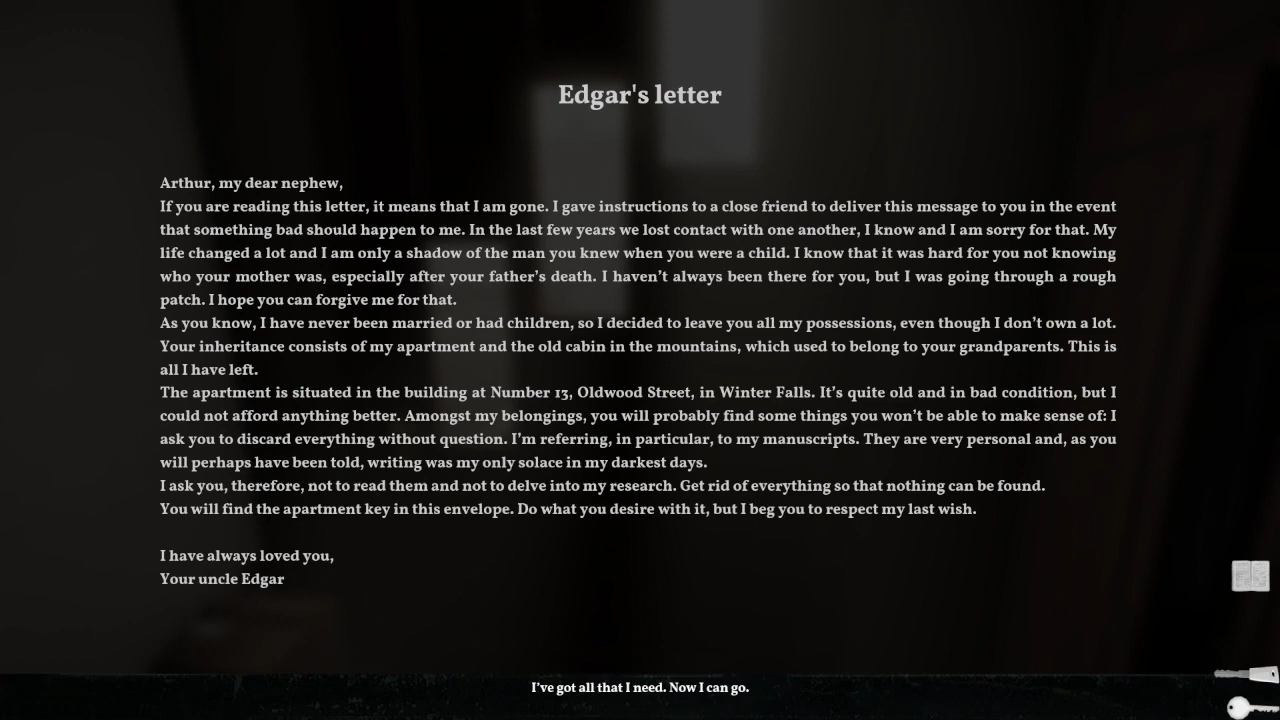 Edgar's letter
Arthur, my dear nephew,
If you are reading this letter, it means that I am gone. I gave instructions to a close friend to deliver this message to you in the event
that something bad should happen to me. In the last few years we lost contact with one another, I know and I am sorry for that. My
life changed a lot and I am only a shadow of the man you knew when you were a child. I know that it was hard for you not knowing
who your mother was, especially after your father's death. I haven't always been there for you, but I was going through a rough
patch. I hope you can forgive me for that.
As you know, I have never been married or had children, so I decided to leave you all my possessions, even though I don't own a lot.
Your inheritance consists of my apartment and the old cabin in the mountains, which used to belong to your grandparents. This is
all I have left.
The apartment is situated in the building at Number 13, Oldwood Street, in Winter Falls. It's quite old and in bad condition, but I
could not afford anything better. Amongst my belongings, you will probably find some things you won't be able to make sense of: I
ask you to discard everything without question. I'm referring, in particular, to my manuscripts. They are very personal and, as you
will perhaps have been told, writing was my only solace in my darkest days.
I ask you, therefore, not to read them and not to delve into my research. Get rid of everything so that nothing can be found.
You will find the apartment key in this envelope. Do what you desire with it, but I beg you to respect my last wish.
I have always loved you,
Your uncle Edgar
I've got all that I need. Now I can go.